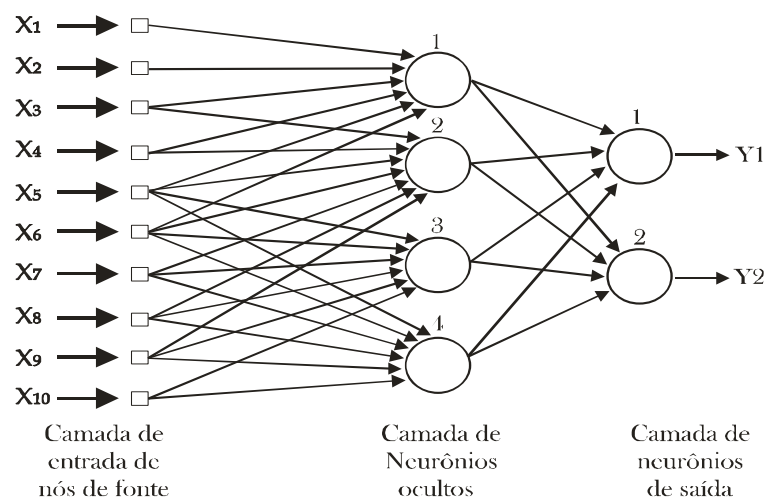 X1
X2
X3
X4
X5
X6
X7
X8
X9
X10
1
2
3
4
1
2
Y1
Y2
Camada de
entrada de
nós de fonte
Camada de
Neurônios
ocultos
Camada de
neurônios
de saída